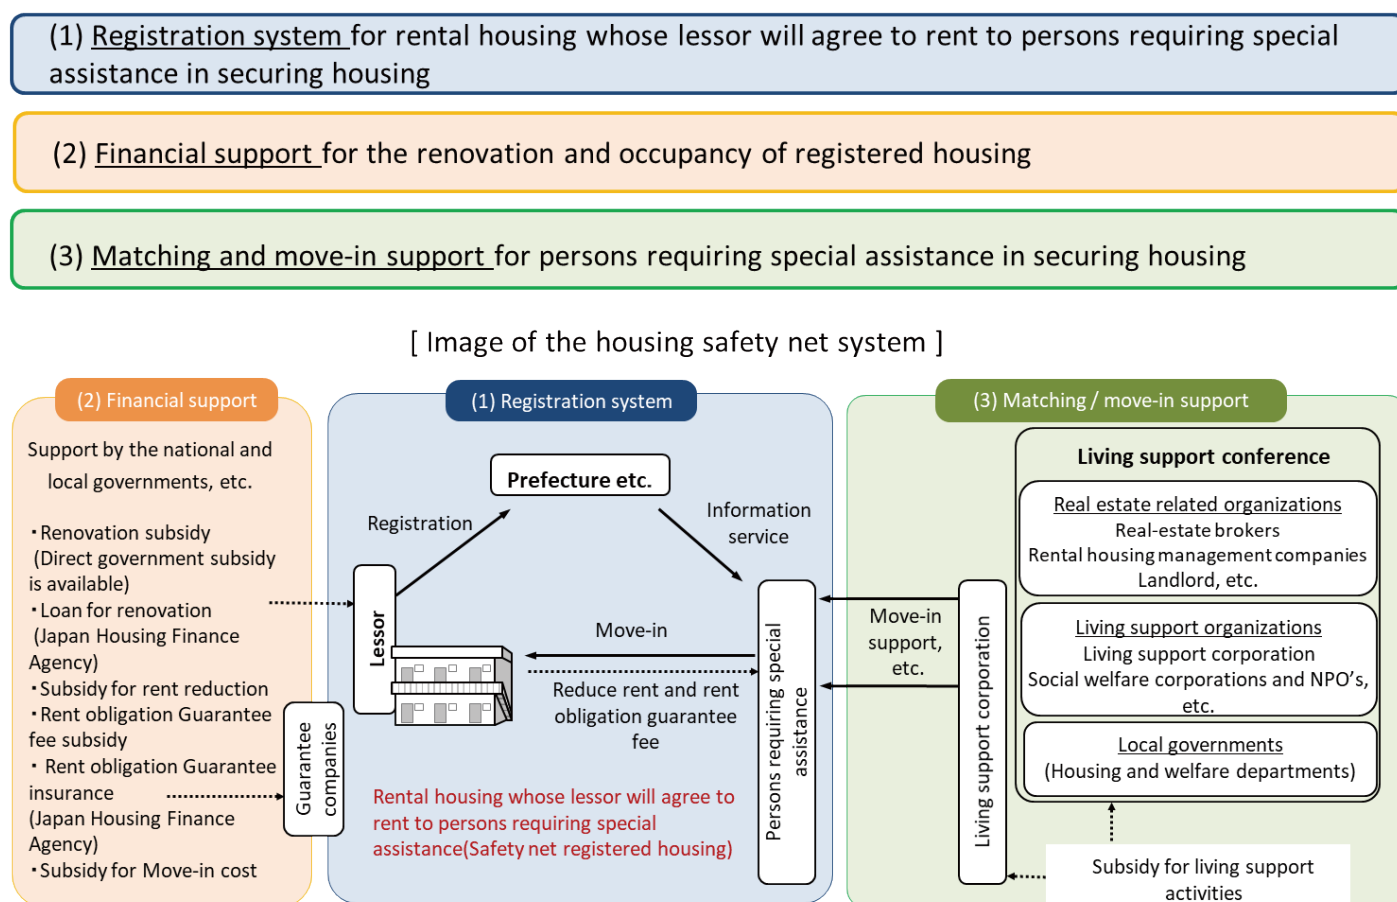 (1) Registration system for rental housing whose lessor will agree to rent to persons requiring special
assistance in securing housing
(2) Financial support for the renovation and occupancy of registered housing
(3) Matching and move-in support for persons requiring special assistance in securing housing
[ Image of the housing safety net system ]
(2) Financial support
Support by the national and
local governments, etc.
・Renovation subsidy
(Direct government subsidy
is available)
・Loan for renovation
(Japan Housing Finance
Agency)
・Subsidy for rent reduction
・Rent obligation Guarantee
fee subsidy
・ Rent obligation Guarantee
insurance
(Japan Housing Finance
Agency)
・Subsidy for Move-in cost
Guarantee
companies
(1) Registration system
Prefecture etc.
Registration
Information
service
Lessor
Move-in
Reduce rent and rent
obligation guarantee
fee
Persons requiring special
assistance
Rental housing whose lessor will agree to
rent to persons requiring special
assistance(Safety net registered housing)
(3) Matching / move-in support
Move-in
support,
etc.
Living support corporation
Living support conference
Real estate related organizations
Real-estate brokers
Rental housing management companies
Landlord, etc.
Living support organizations
Living support corporation
Social welfare corporations and NPO's,
etc.
Local governments
(Housing and welfare departments)
Subsidy for living support
activities